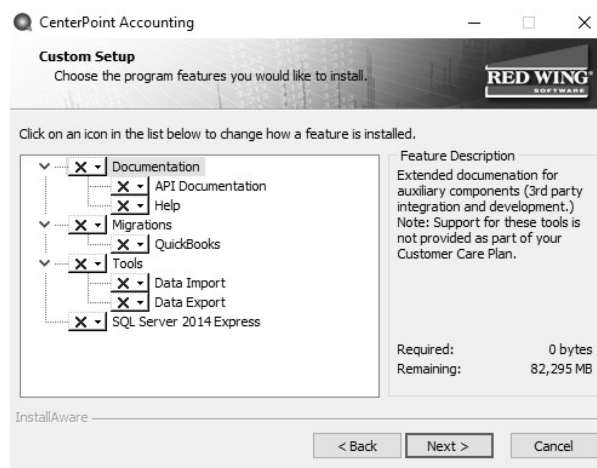 CenterPoint Accounting
Custom Setup
Choose the program features you would like to install.
RED WING
SOFTWARE
Click on an icon in the list below to change how a feature is installed.
Documentation
API Documentation
Help
Migrations
QuickBooks
Tools
Data Import
Data Export
SQL Server 2014 Express
Feature Description
Extended documenation for
auxiliary components (3rd party
integration and development.)
Note: Support for these tools is
not provided as part of your
Customer Care Plan.
Required: 0 bytes
Remaining: 82,295 MB
InstallAware
< Back Next > Cancel